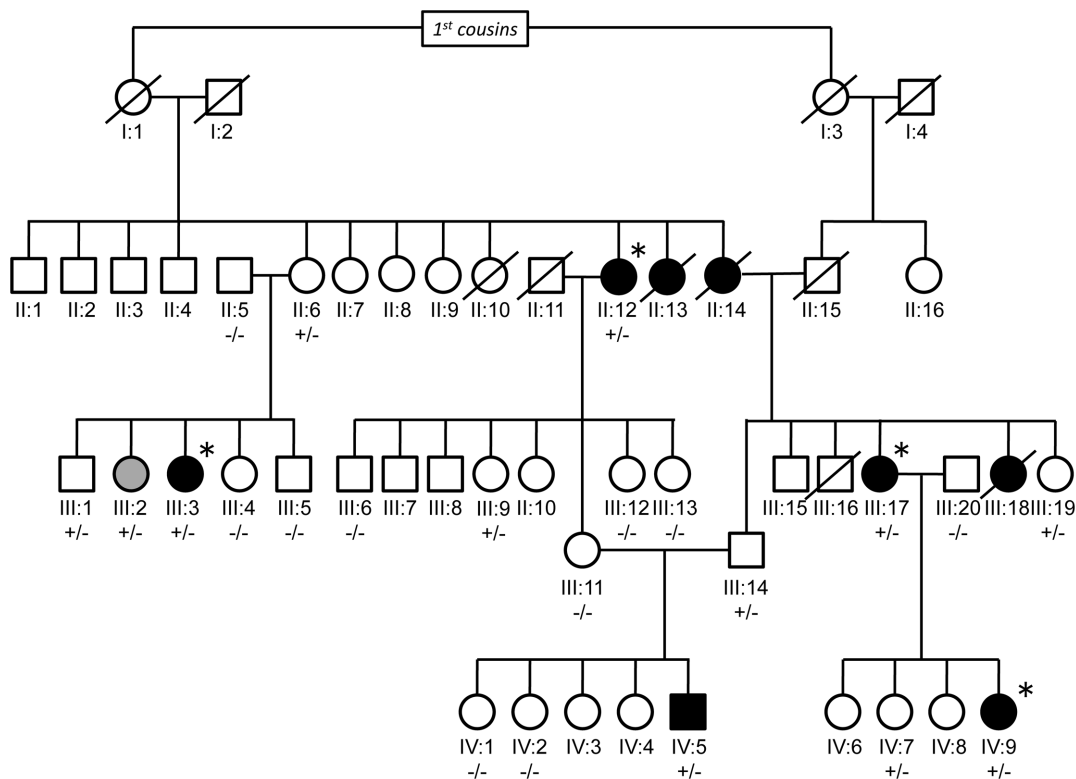 1st cousins
I:1 I:2 I:3 I:4
*
II:1 II:2 II:3 II:4 II:5 II:6 II:7 II:8 II:9 II:10 II:11 II:12 II:13 II:14 II:15 II:16
-/- +/- +/-
* *
III:1 III:2 III:3 III:4 III:5 III:6 III:7 III:8 III:9 II:10 III:12 III:13 III:15 III:16 III:17 III:20 III:18 III:19
+/- +/- +/- -/- -/- -/- +/- -/- -/- +/- -/- +/-
III:11 III:14
-/- +/-
*
IV:1 IV:2 IV:3 IV:4 IV:5 IV:6 IV:7 IV:8 IV:9
-/- -/- +/- +/- +/-